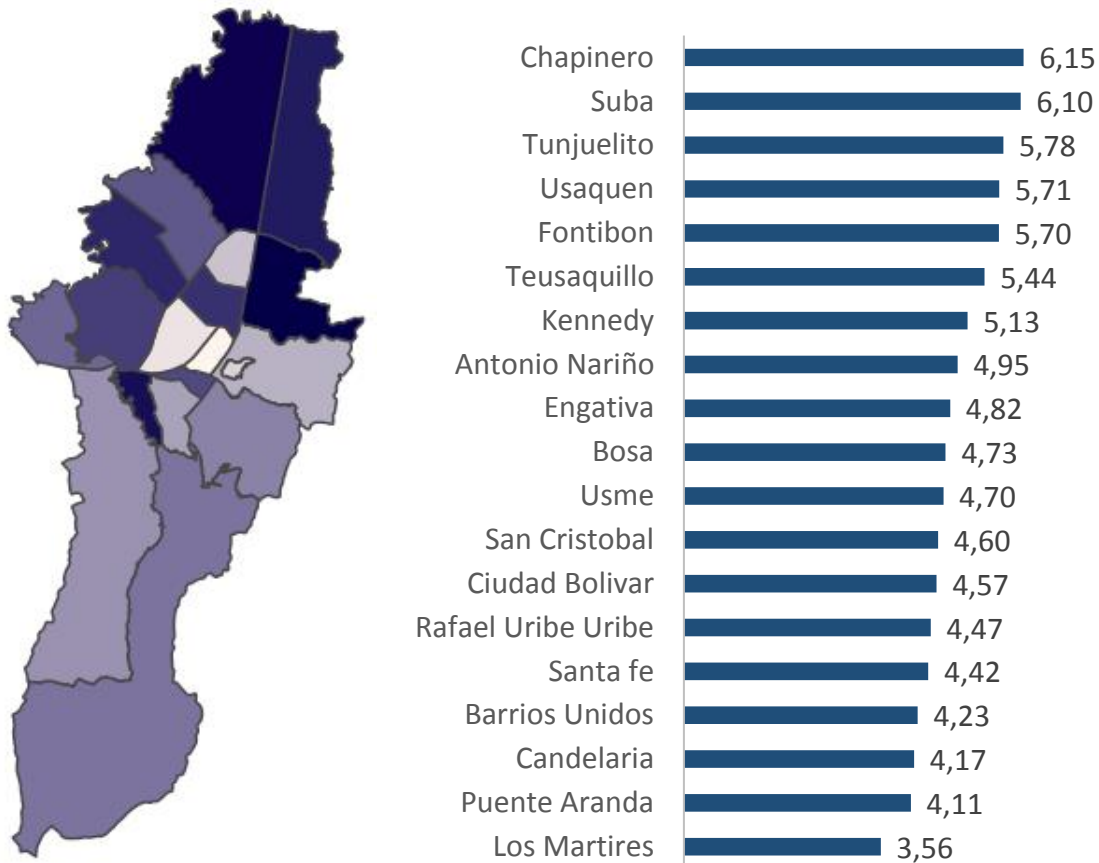 Chapinero 6,15
Suba 6,10
Tunjuelito 5,78
Usaquen 5,71
Fontibon 5,70
Teusaquillo 5,44
Kennedy 5,13
Antonio Nariño 4,95
Engativa 4,82
Bosa 4,73
Usme 4,70
San Cristobal 4,60
Ciudad Bolivar 4,57
Rafael Uribe Uribe 4,47
Santa fe 4,42
Barrios Unidos 4,23
Candelaria 4,17
Puente Aranda 4,11
Los Martires 3,56